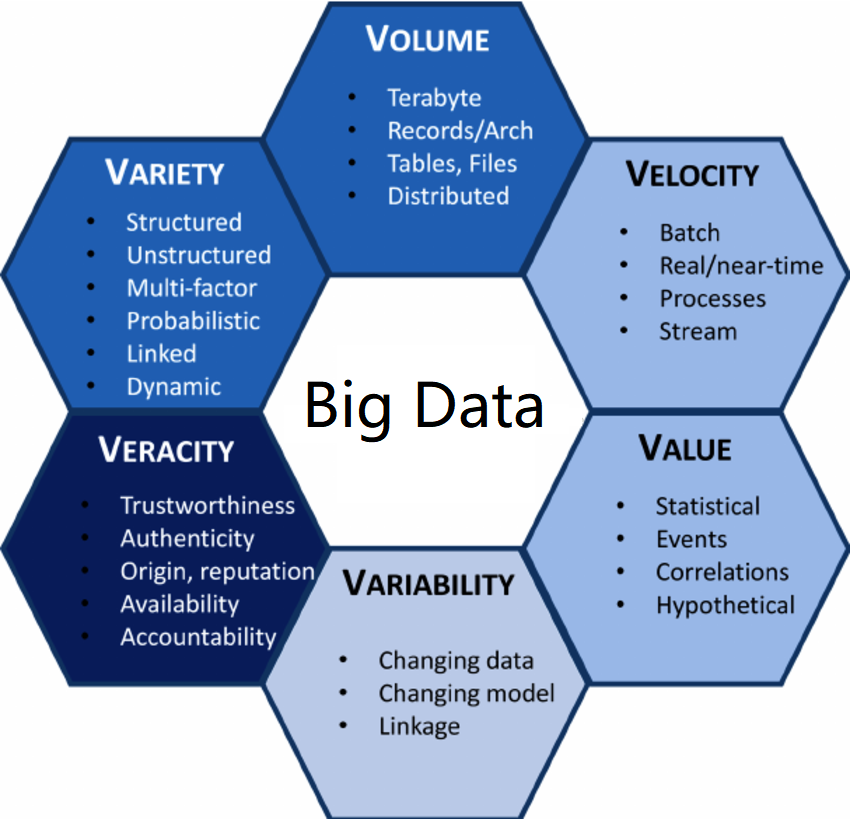 VOLUME
• Terabyte
• Records/Arch
• Tables, Files
• Distributed
VARIETY
• Structured
• Unstructured
• Multi-factor
• Probabilistic
• Linked
• Dynamic
VELOCITY
• Batch
• Real/near-time
• Processes
• Stream
Big Data
VERACITY
• Trustworthiness
• Authenticity
• Origin, reputation
• Availability
• Accountability
VALUE
• Statistical
• Events
• Correlations
• Hypothetical
VARIABILITY
• Changing data
• Changing model
• Linkage